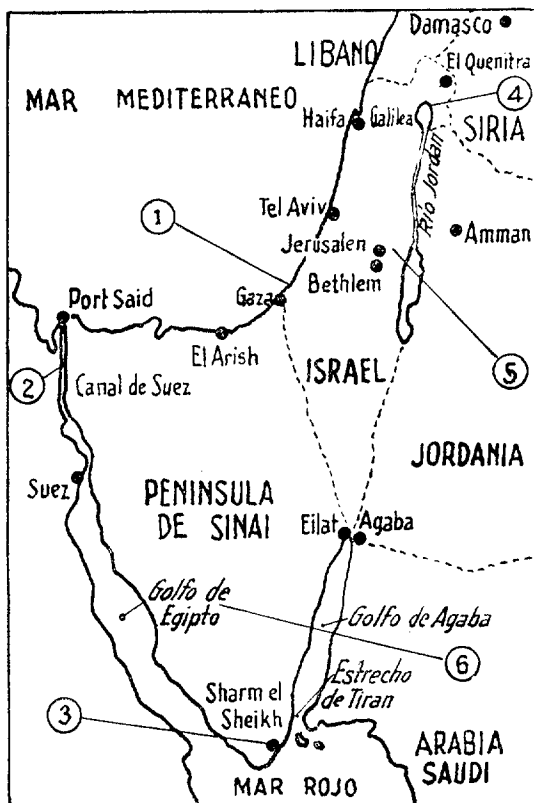 Damasco
LIBANO
El Quenitra
MAR MEDITERRANEO
4
Haifa
Galilea
SIRIA
Rio Jordan
1
Tel Aviv
Jerusalen
Amman
Bethlem
Gaza
Port Said
El Arish
ISRAEL
5
2
Canal de Suez
JORDANIA
Suez
PENINSULA
DE SINAI
Eilat
Agaba
Golfo de
Egipto
Golfo de Agaba
6
Estrecho
de Tiran
Sharm el
Sheikh
3
ARABIA
SAUDI
MAR ROJO